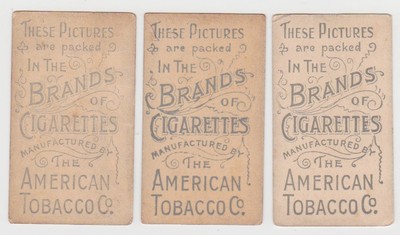 THESE PICTURES
are packed
IN THE
BRANDS
OF
CIGARETTES
MANUFACTURED BY
THE
AMERICAN
TOBACCO CO.
THESE PICTURES
are packed
IN THE
BRANDS
OF
CIGARETTES
MANUFACTURED BY
THE
AMERICAN
TOBACCO CO.
THESE PICTURES
are packed
IN THE
BRANDS
OF
CIGARETTES
MANUFACTURED BY
THE
AMERICAN
TOBACCO CO.